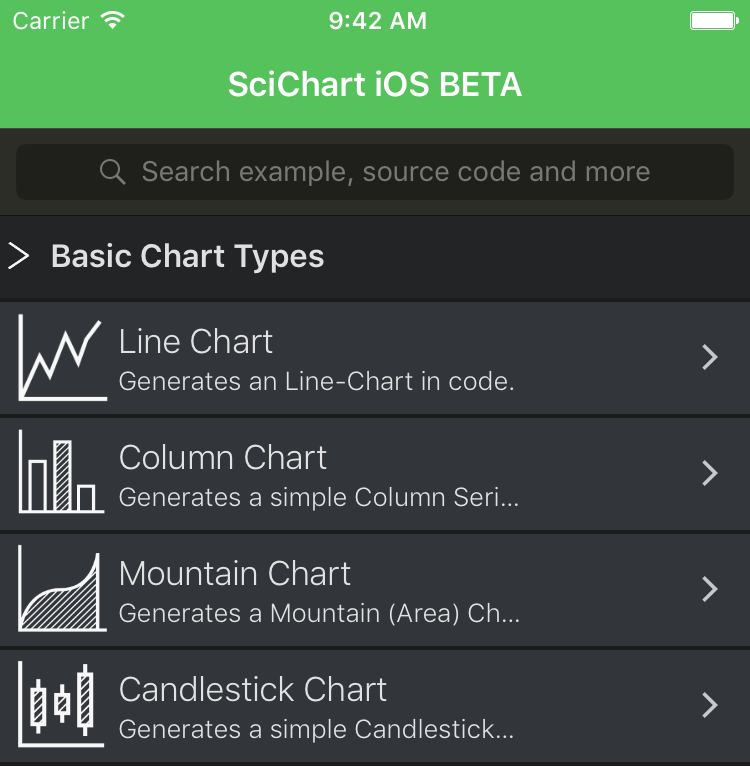 Carrier 9:42 AM
SciChart iOS BETA
Search example, source code and more
Basic Chart Types
Line Chart
Generates an Line-Chart in code.
Column Chart
Generates a simple Column Seri...
Mountain Chart
Generates a Mountain (Area) Ch...
Candlestick Chart
Generates a simple Candlestick...